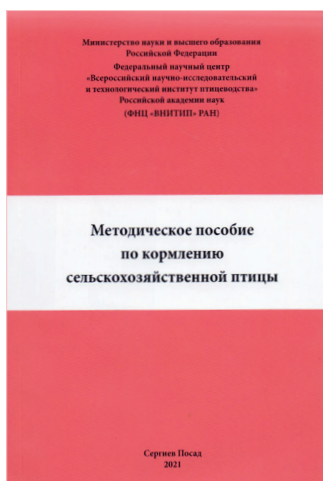 Министерство науки и высшего образования
Российской Федерации
Федеральный научный центр
«Всероссийский научно-исследовательский
и технологический институт птицеводства»
Российской академии наук
(ФНЦ «ВНИТИП» РАН)
Методическое пособие
по кормлению
сельскохозяйственной птицы
Сергиев Посад
2021